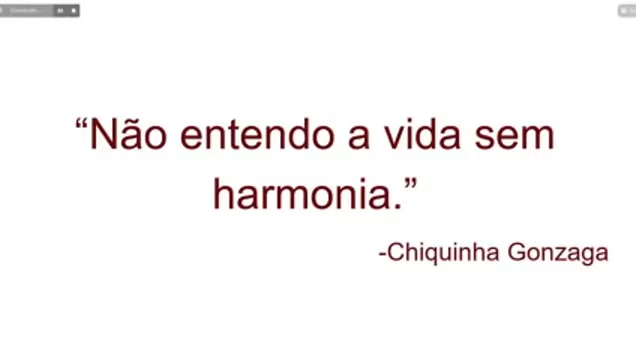 “Não entendo a vida sem
harmonia.”
-Chiquinha Gonzaga